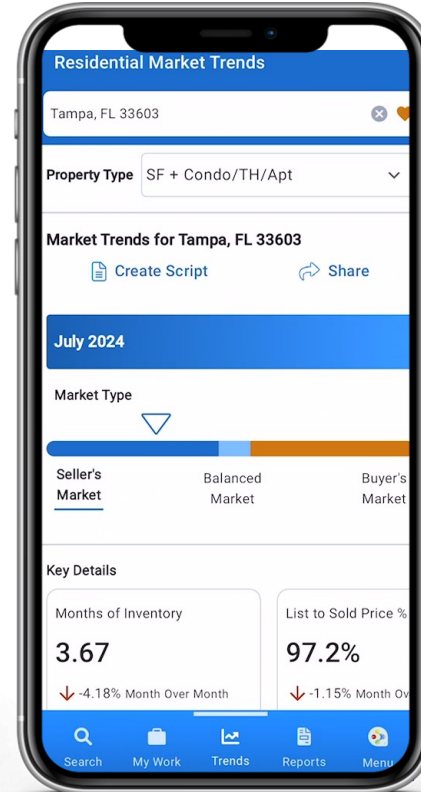 Residential Market Trends
Tampa, FL 33603
Property Type SF + Condo/TH/Apt
Market Trends for Tampa, FL 33603
Create Script Share
July 2024
Market Type
Seller's Market
Balanced Market
Buyer's Market
Key Details
Months of Inventory
3.67
-4.18% Month Over Month
List to Sold Price %
97.2%
-1.15% Month Ov
Search My Work Trends Reports Menu